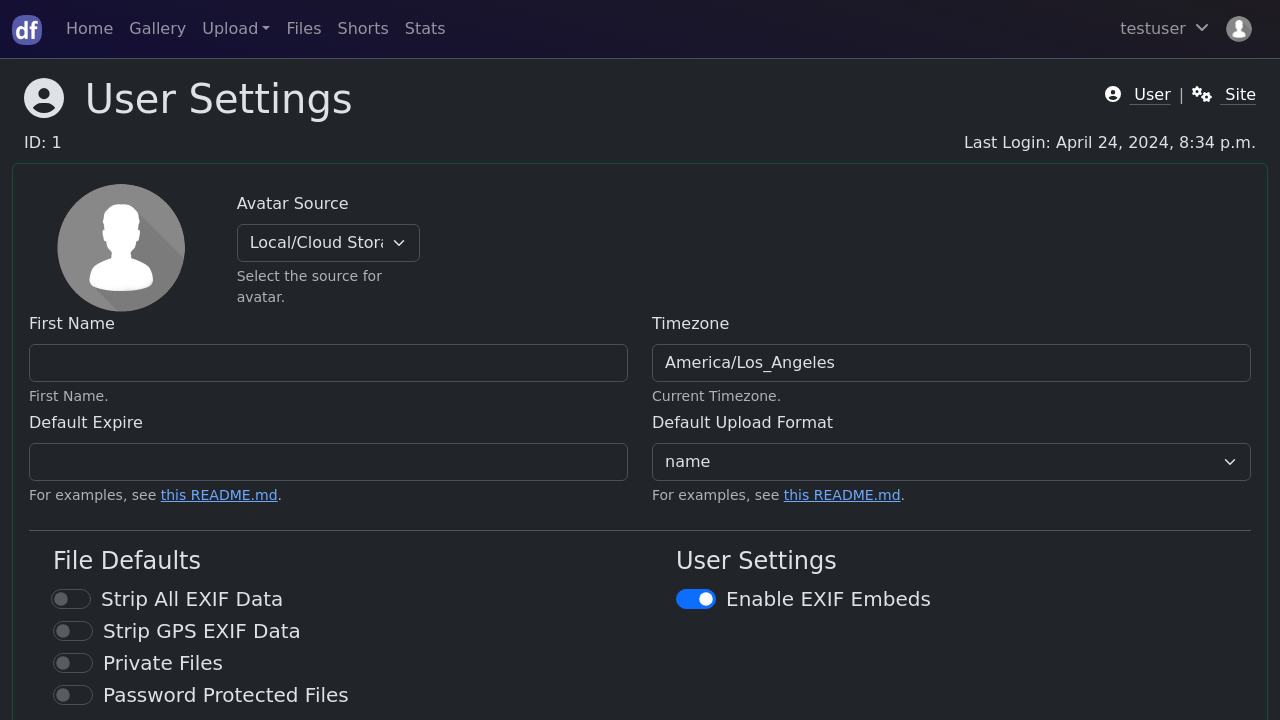 df Home Gallery Upload Files Shorts Stats testuser
User Settings
User | Site
ID: 1
Last Login: April 24, 2024, 8:34 p.m.
Avatar Source
Local/Cloud Stora
Select the source for
avatar.
First Name
Timezone
America/Los_Angeles
First Name.
Current Timezone.
Default Expire
Default Upload Format
name
For examples, see this README.md.
For examples, see this README.md.
File Defaults
User Settings
Strip All EXIF Data
Enable EXIF Embeds
Strip GPS EXIF Data
Private Files
Password Protected Files